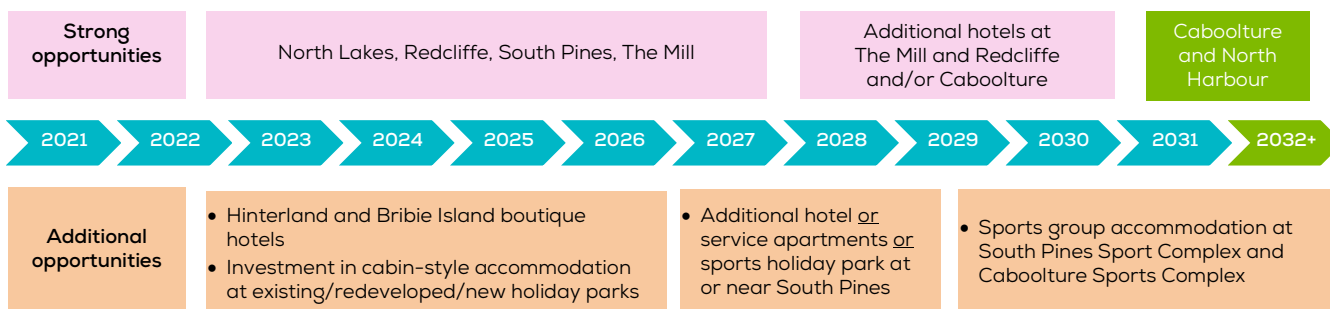 Strong
opportunities
North Lakes, Redcliffe, South Pines, The Mill
Additional hotels at
The Mill and Redcliffe
and/or Caboolture
Caboolture
and North
Harbour
2021
2022
2023
2024
2025
2026
2027
2028
2029
2030
2031
2032+
Additional
opportunities
• Hinterland and Bribie Island boutique
hotels
• Investment in cabin-style accommodation
at existing/redeveloped/new holiday parks
• Additional hotel or
service apartments or
sports holiday park at
or near South Pines
• Sports group accommodation at
South Pines Sport Complex and
Caboolture Sports Complex